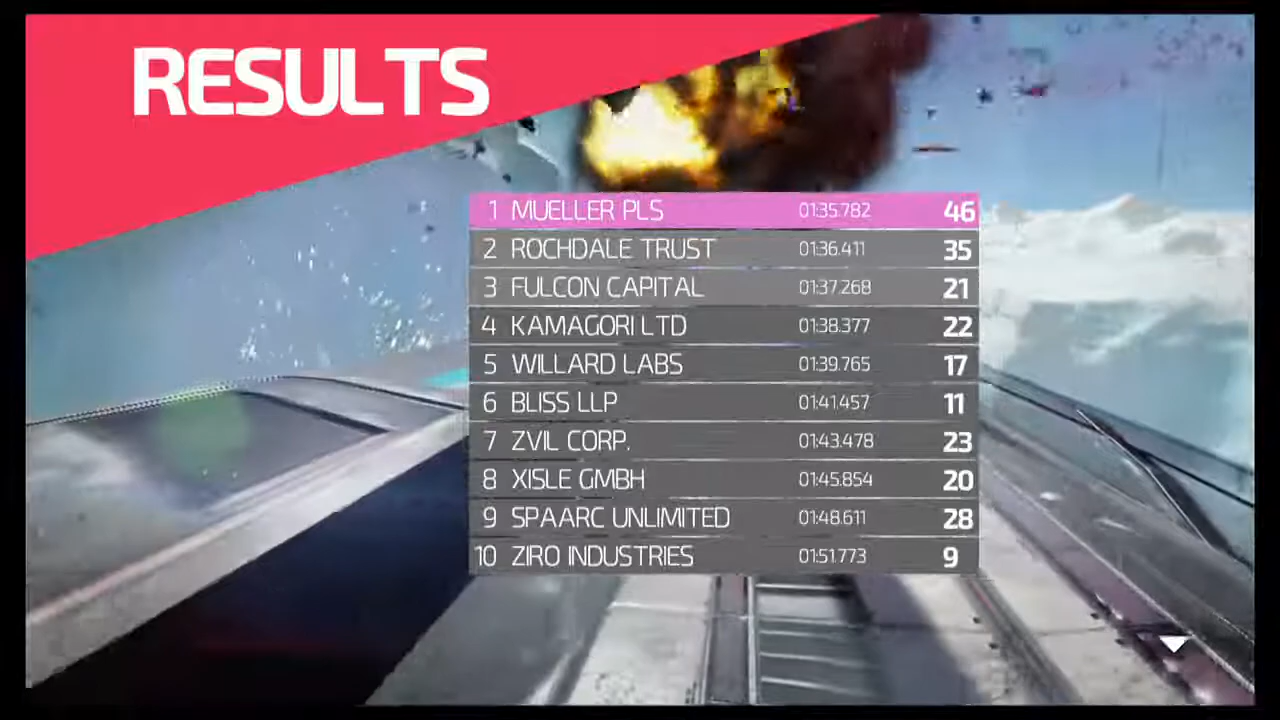 RESULTS
1 MUELLER PLS 01:35.782 46
2 ROCHDALE TRUST 01:36.411 35
3 FULCON CAPITAL 01:37.268 21
4 KAMAGORI LTD 01:38.377 22
5 WILLARD LABS 01:39.765 17
6 BLISS LLP 01:41.457 11
7 ZVIL CORP. 01:43.478 23
8 XISLE GMBH 01:45.854 20
9 SPAARC UNLIMITED 01:48.611 28
10 ZIRO INDUSTRIES 01:51.773 9